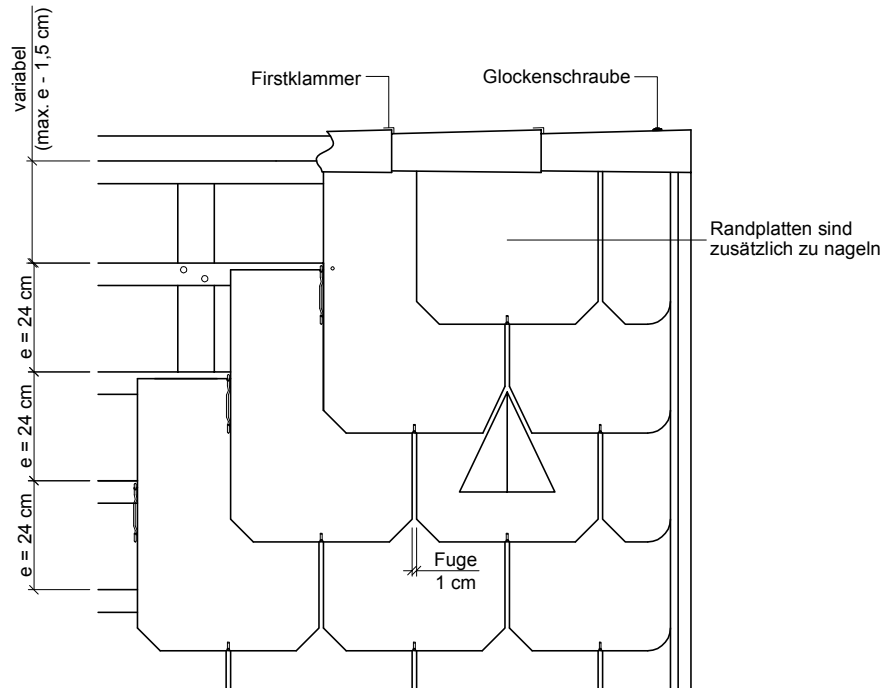 variabel
(max. e - 1,5 cm)
Firstklammer
Glockenschraube
Randplatten sind
zusätzlich zu nageln
e = 24 cm
e = 24 cm
e = 24 cm
Fuge
1 cm